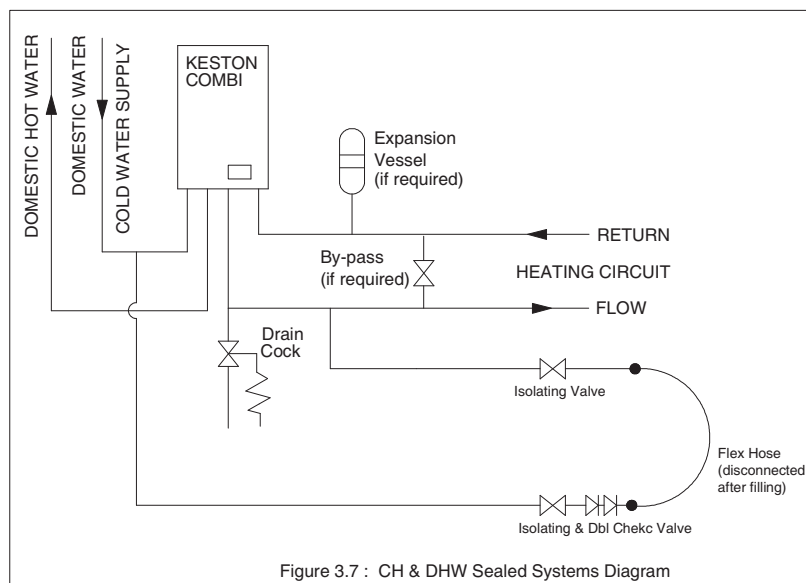 DOMESTIC HOT WATER
DOMESTIC WATER
COLD WATER SUPPLY
KESTON
COMBI
Expansion
Vessel
(if required)
RETURN
By-pass
(if required)
HEATING CIRCUIT
FLOW
Drain
Cock
Isolating Valve
Flex Hose
(disconnected
after filling)
Isolating & Dbl Chekc Valve
Figure 3.7 : CH & DHW Sealed Systems Diagram